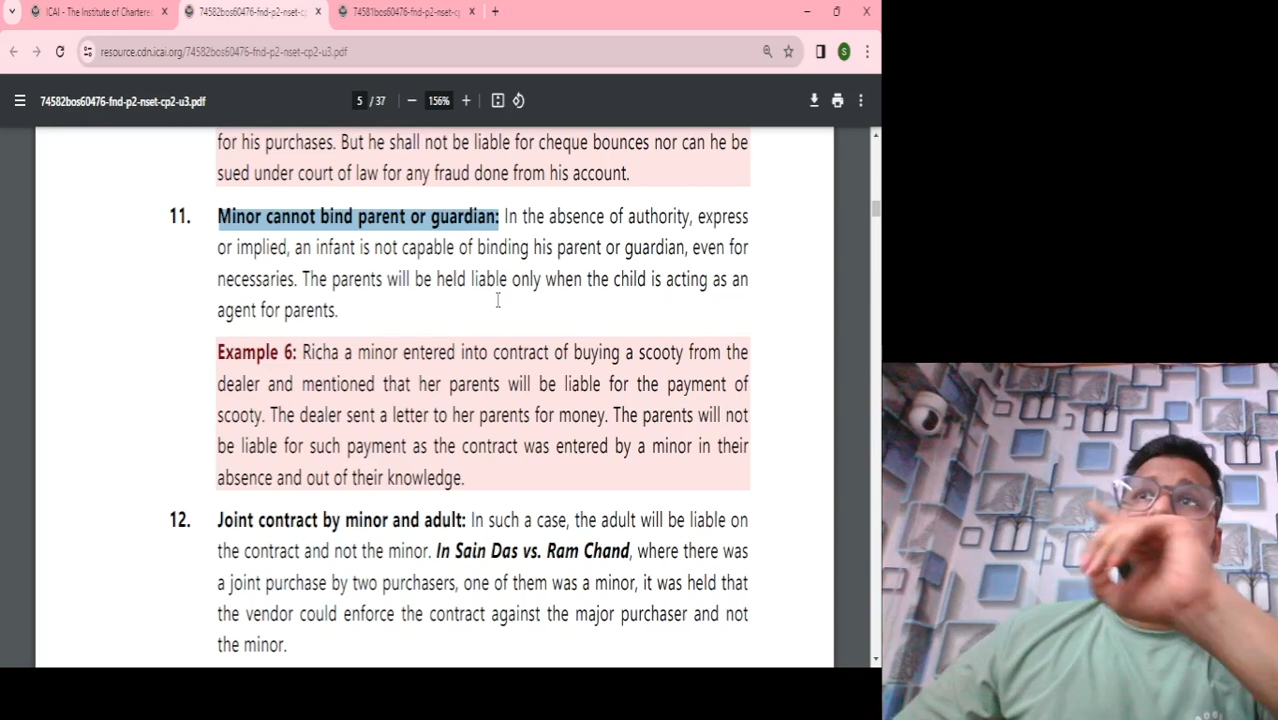 ICAI - The Institute of Charterec
74582bos60476-fnd-p2-nset-cp2-
74581bos60476-fnd-p2-nset-cp
resource.cdn.icai.org/74582bos60476-fnd-p2-nset-cp2-u3.pdf
S
74582bos60476-fnd-p2-nset-cp2-u3.pdf
5 / 37
156%
for his purchases. But he shall not be liable for cheque bounces nor can he be
sued under court of law for any fraud done from his account.
11. Minor cannot bind parent or guardian: In the absence of authority, express
or implied, an infant is not capable of binding his parent or guardian, even for
necessaries. The parents will be held liable only when the child is acting as an
agent for parents.
Example 6: Richa a minor entered into contract of buying a scooty from the
dealer and mentioned that her parents will be liable for the payment of
scooty. The dealer sent a letter to her parents for money. The parents will not
be liable for such payment as the contract was entered by a minor in their
absence and out of their knowledge.
12. Joint contract by minor and adult: In such a case, the adult will be liable on
the contract and not the minor. In Sain Das vs. Ram Chand, where there was
a joint purchase by two purchasers, one of them was a minor, it was held that
the vendor could enforce the contract against the major purchaser and not
the minor.